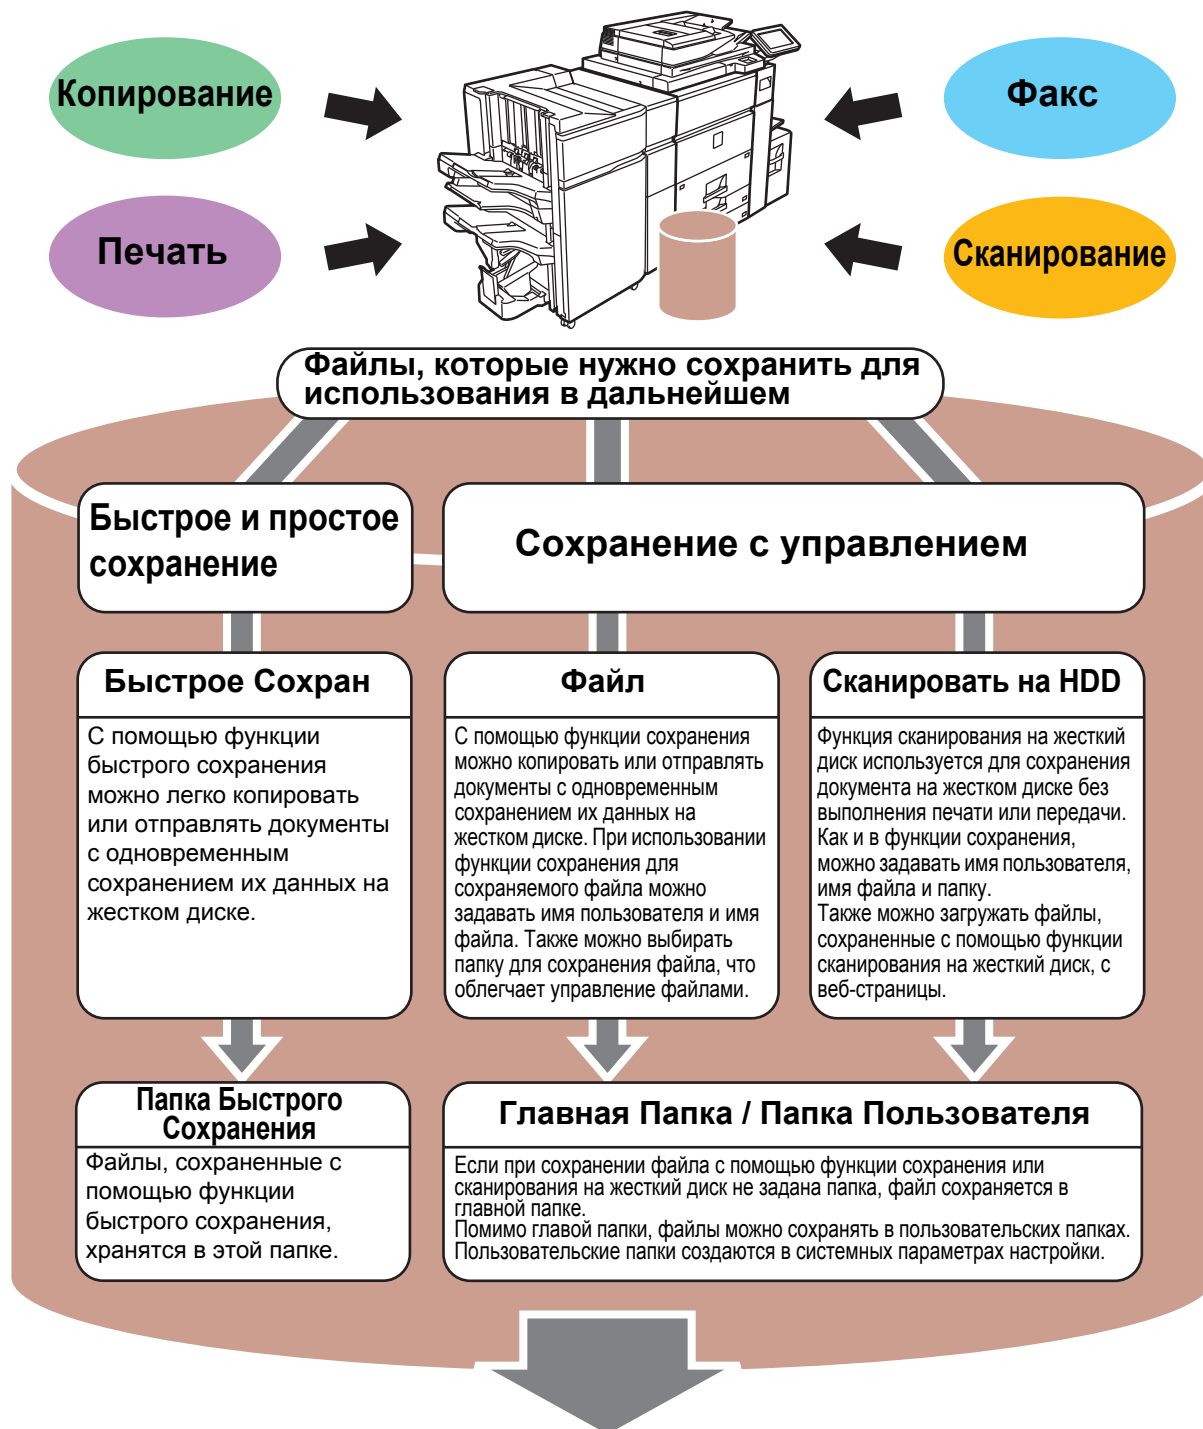 Копирование
Факс
Печать
Сканирование
Файлы, которые нужно сохранить для
использования в дальнейшем
Быстрое и простое
сохранение
Сохранение с управлением
Быстрое Сохран
С помощью функции
быстрого сохранения
можно легко копировать
или отправлять документы
с одновременным
сохранением их данных на
жестком диске.
Файл
С помощью функции сохранения
можно копировать или отправлять
документы с одновременным
сохранением их данных на
жестком диске. При использовании
функции сохранения для
сохраняемого файла можно
задавать имя пользователя и имя
файла. Также можно выбирать
папку для сохранения файла, что
облегчает управление файлами.
Сканировать на HDD
Функция сканирования на жесткий
диск используется для сохранения
документа на жестком диске без
выполнения печати или передачи.
Как и в функции сохранения,
можно задавать имя пользователя,
имя файла и папку.
Также можно загружать файлы,
сохраненные с помощью функции
сканирования на жесткий диск, с
веб-страницы.
Папка Быстрого
Сохранения
Файлы, сохраненные с
помощью функции
быстрого сохранения,
хранятся в этой папке.
Главная Папка / Папка Пользователя
Если при сохранении файла с помощью функции сохранения или
сканирования на жесткий диск не задана папка, файл сохраняется в
главной папке.
Помимо главой папки, файлы можно сохранять в пользовательских папках.
Пользовательские папки создаются в системных параметрах настройки.